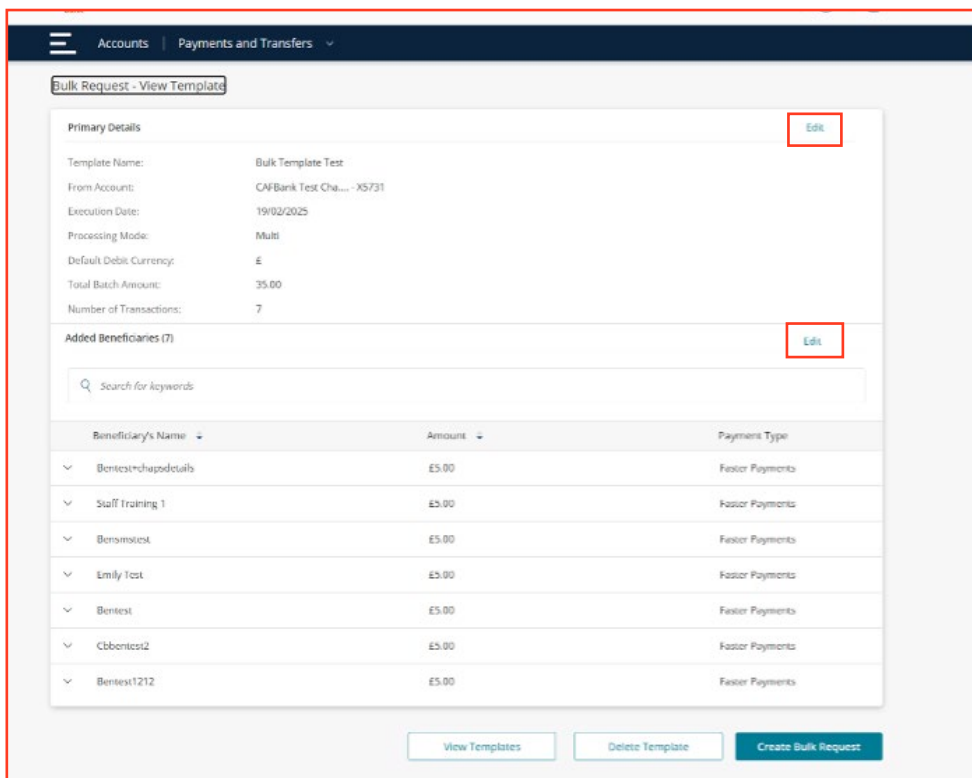 Accounts | Payments and Transfers
Bulk Request - View Template
Primary Details Edit
Template Name: Bulk Template Test
From Account: CAFBank Test Cha.... - X5731
Execution Date: 19/02/2025
Processing Mode: Multi
Default Debit Currency: £
Total Batch Amount: 35.00
Number of Transactions: 7
Added Beneficiaries (7) Edit
Search for keywords
Beneficiary's Name Amount Payment Type
Bentest+chapsdetails £5.00 Faster Payments
Staff Training 1 £5.00 Faster Payments
Bensmstest £5.00 Faster Payments
Emily Test £5.00 Faster Payments
Bentest £5.00 Faster Payments
Cbbentest2 £5.00 Faster Payments
Bentest1212 £5.00 Faster Payments
View Templates Delete Template Create Bulk Request